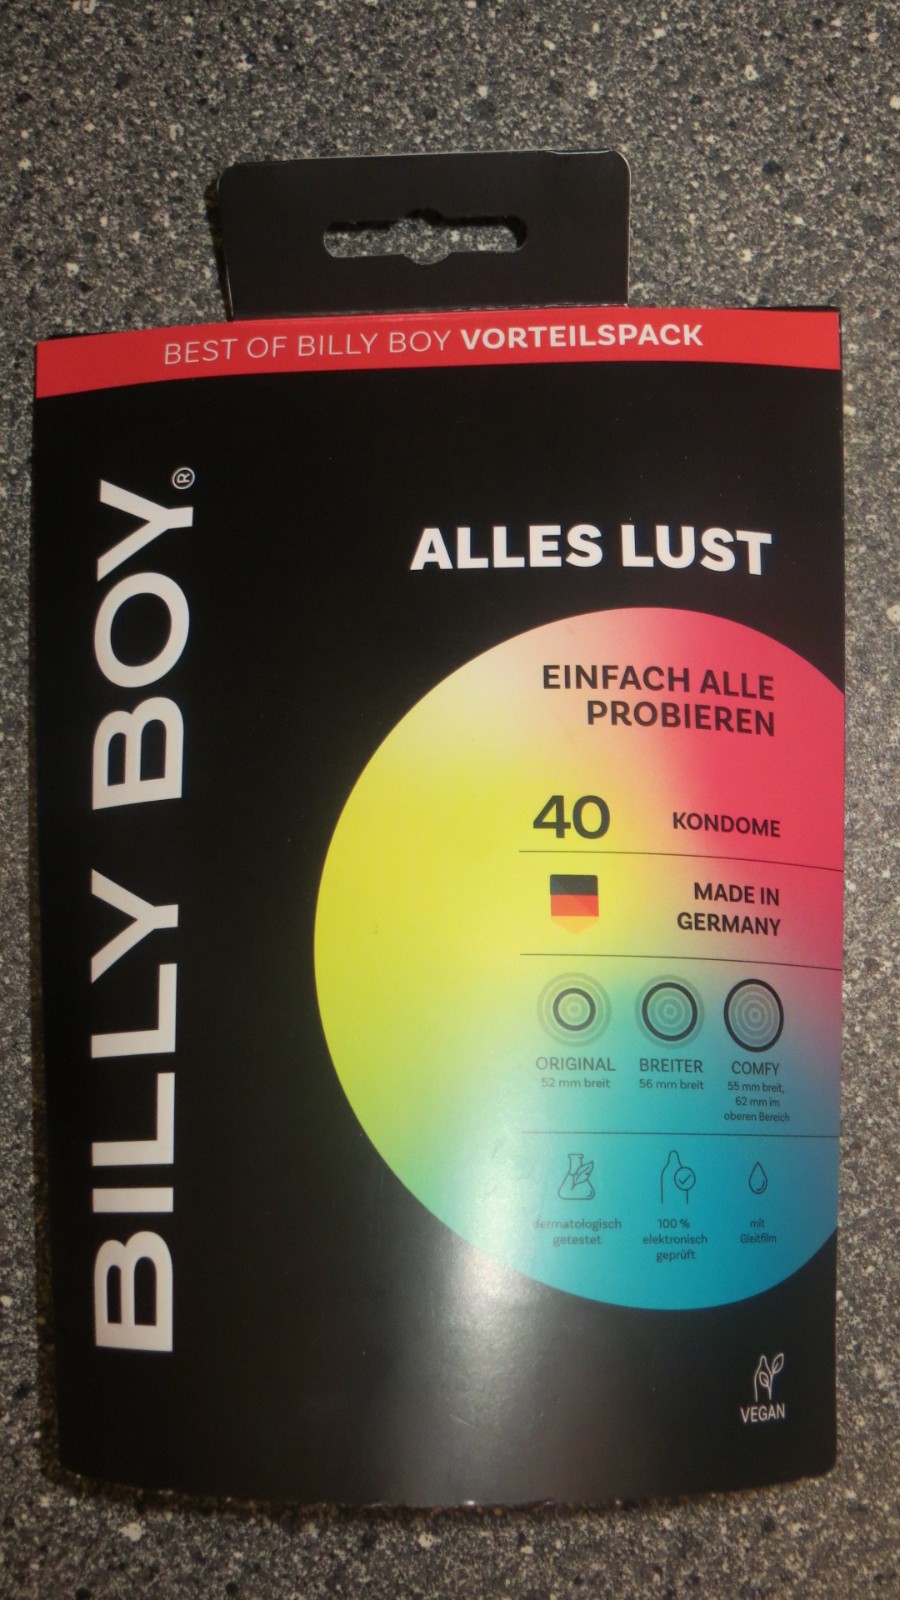 BEST OF BILLY BOY VORTEILSPACK
BILLY BOY®
ALLES LUST
EINFACH ALLE
PROBIEREN
40 KONDOME
MADE IN
GERMANY
ORIGINAL
52 mm breit
BREITER
56 mm breit
COMFY
55 mm breit,
62 mm im
oberen Bereich
dermatologisch
getestet
100 %
elektronisch
geprüft
mit
Gleitfilm
VEGAN